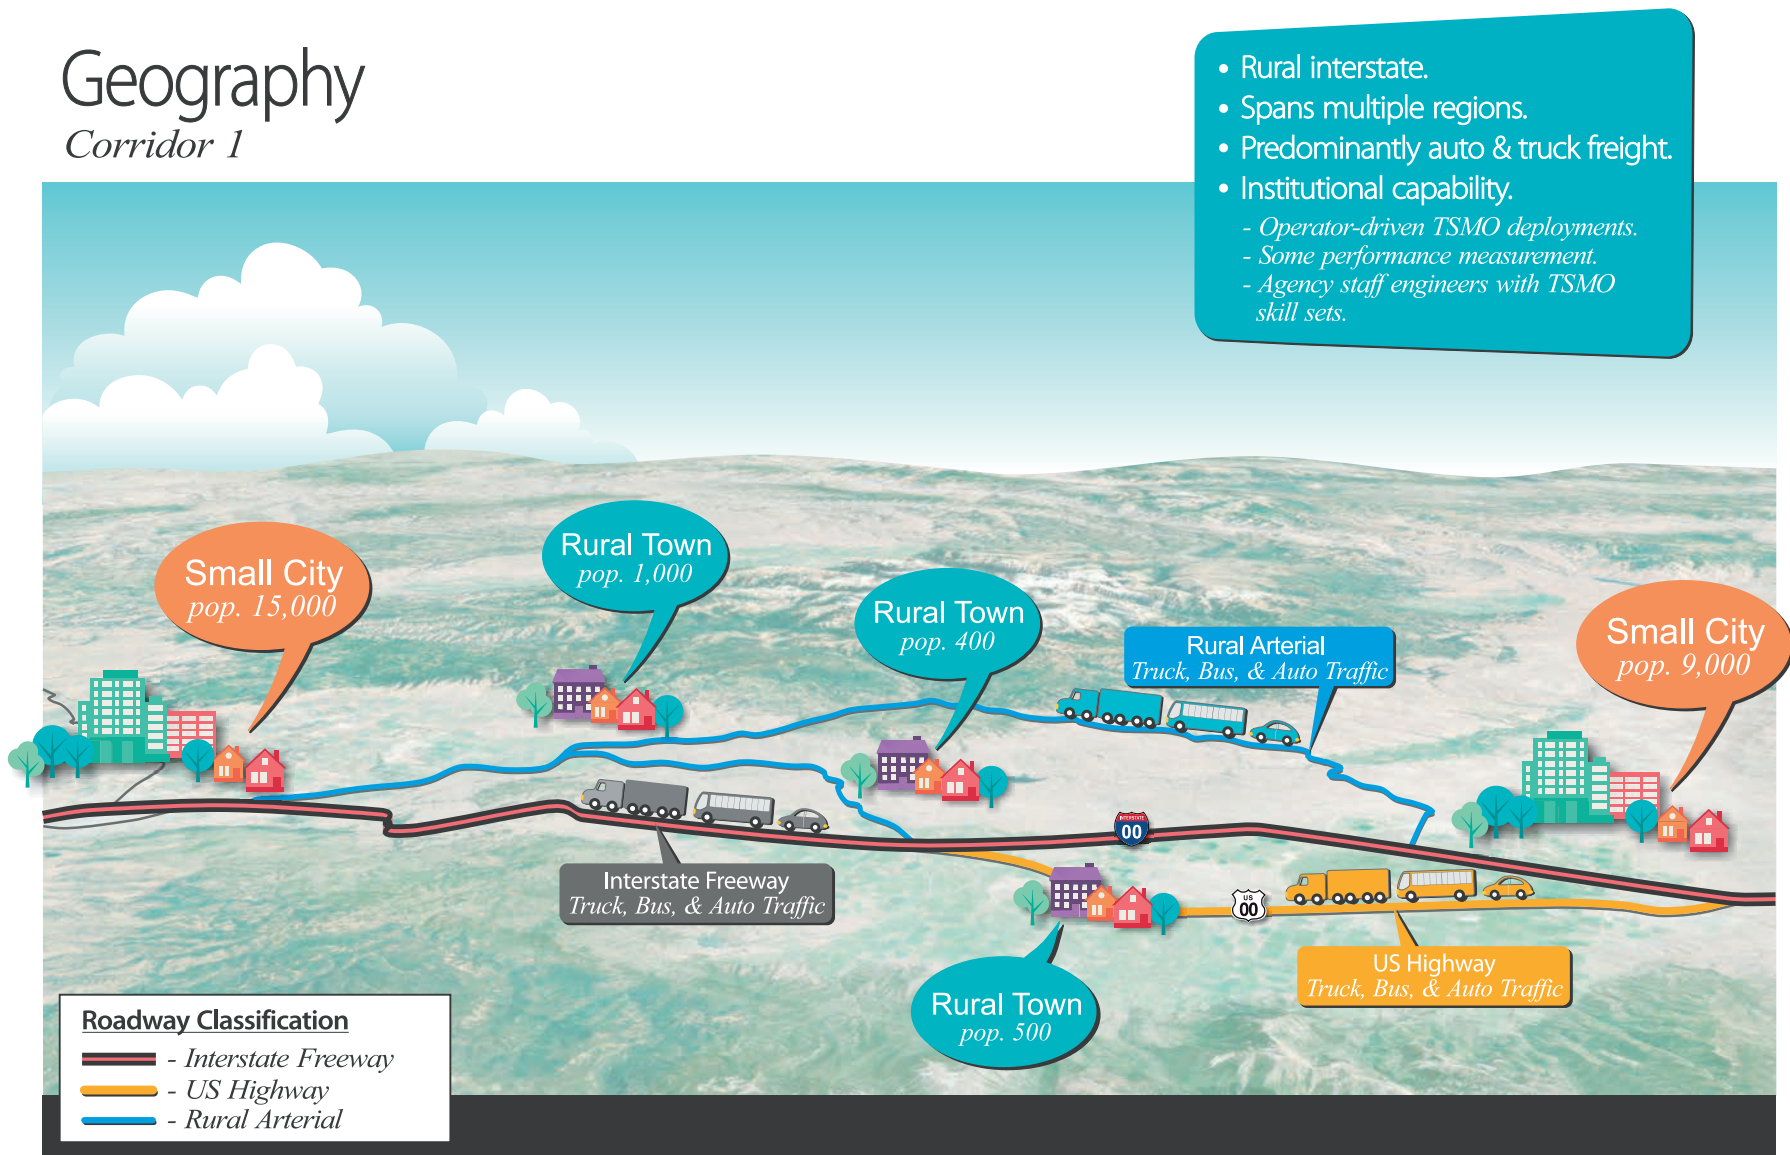 Geography
Corridor 1
• Rural interstate.
• Spans multiple regions.
• Predominantly auto & truck freight.
• Institutional capability.
- Operator-driven TSMO deployments.
- Some performance measurement.
- Agency staff engineers with TSMO
skill sets.
Small City
pop. 15,000
Rural Town
pop. 1,000
Rural Town
pop. 400
Rural Arterial
Truck, Bus, & Auto Traffic
Small City
pop. 9,000
INTERSTATE
00
Interstate Freeway
Truck, Bus, & Auto Traffic
US
00
US Highway
Truck, Bus, & Auto Traffic
Rural Town
pop. 500
Roadway Classification
- Interstate Freeway
- US Highway
- Rural Arterial